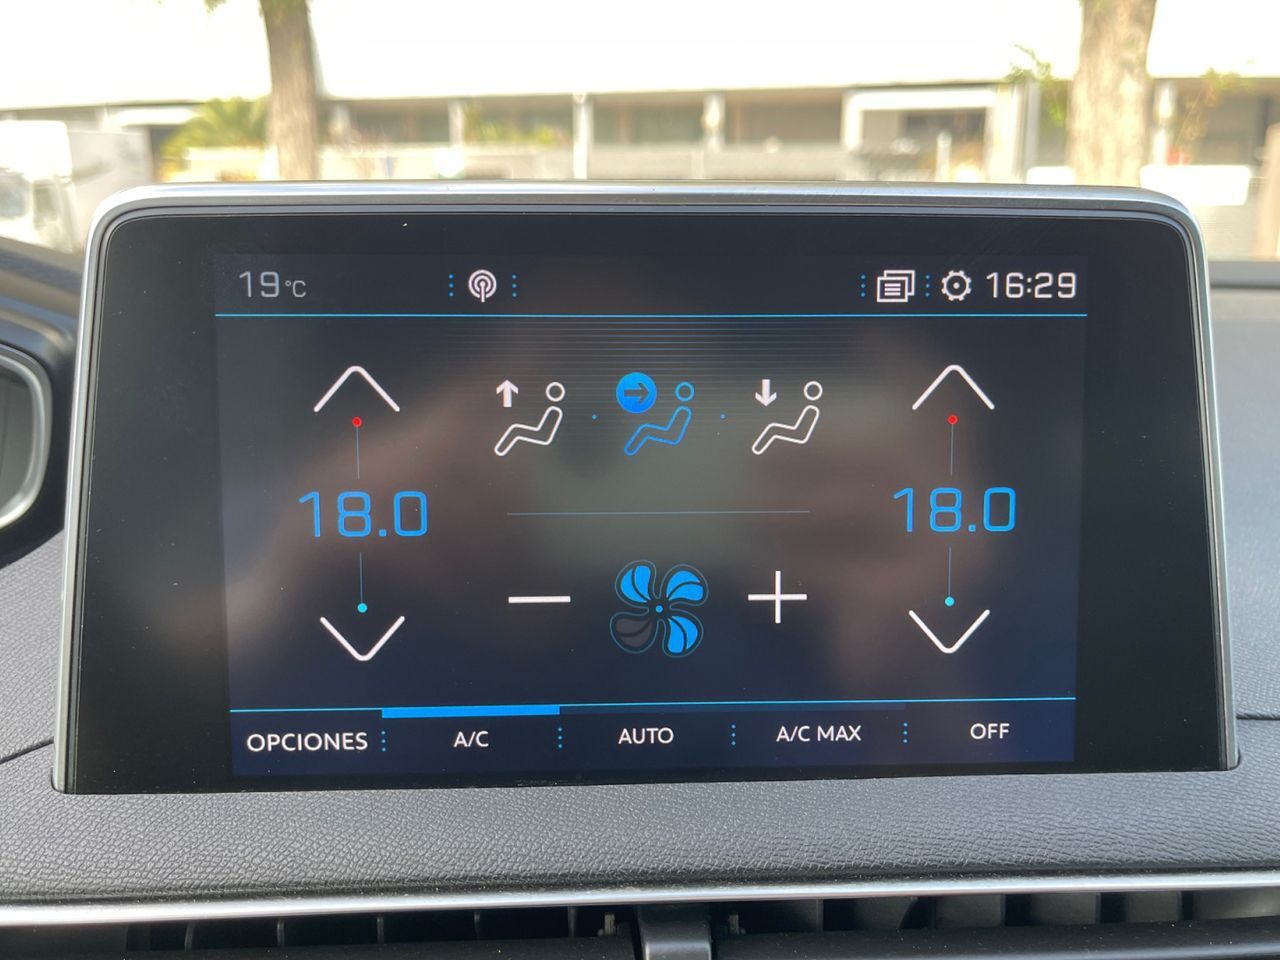 19°C
16:29
18.0
18.0
OPCIONES
A/C
AUTO
A/C MAX
OFF